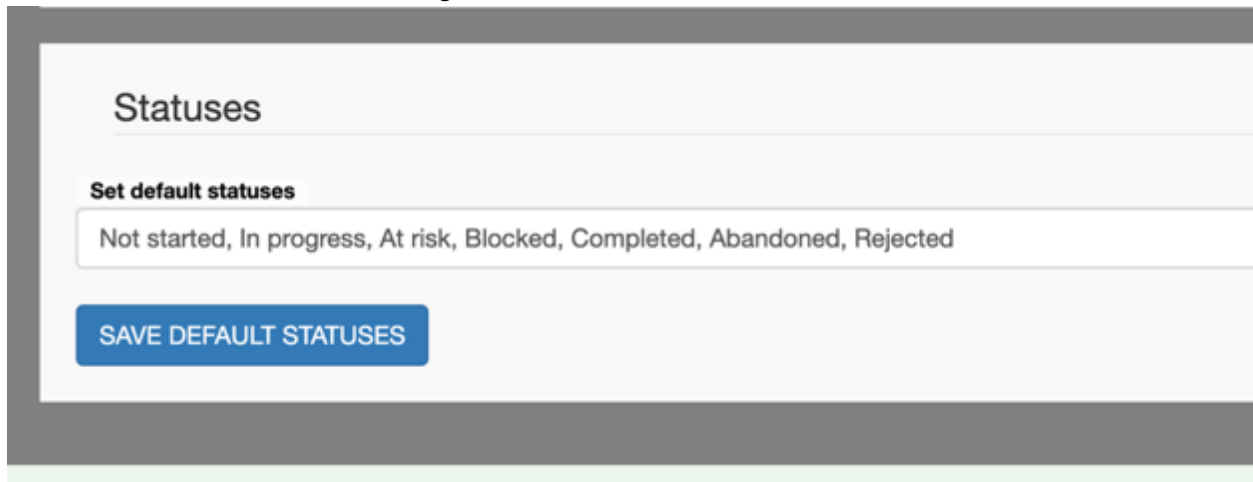 Statuses
Set default statuses
Not started, In progress, At risk, Blocked, Completed, Abandoned, Rejected
SAVE DEFAULT STATUSES